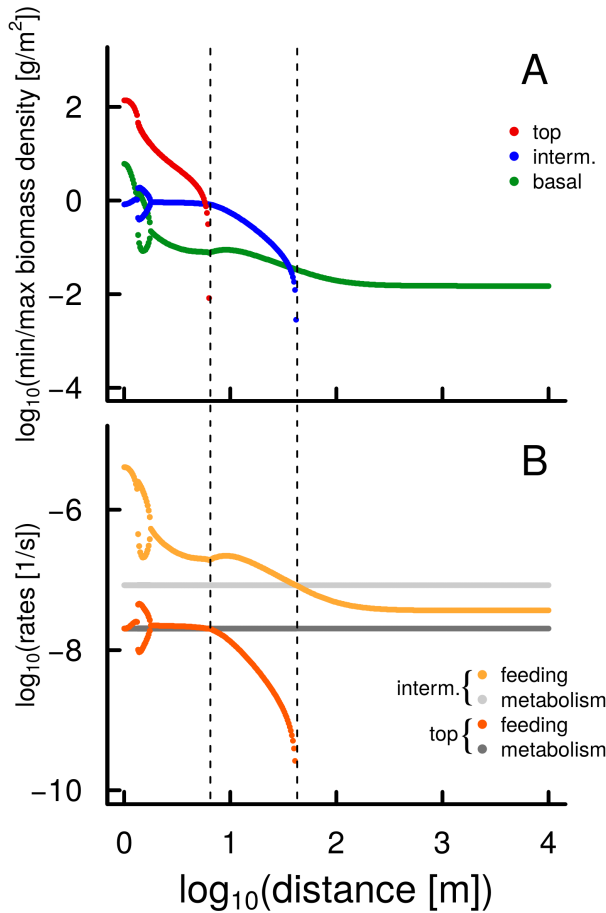 A
log₁₀(min/max biomass density [g/m²])
2
0
−2
−4
top
interm.
basal
B
log₁₀(rates [1/s])
−6
−8
−10
interm. { feeding
metabolism
top { feeding
metabolism
0 1 2 3 4
log₁₀(distance [m])